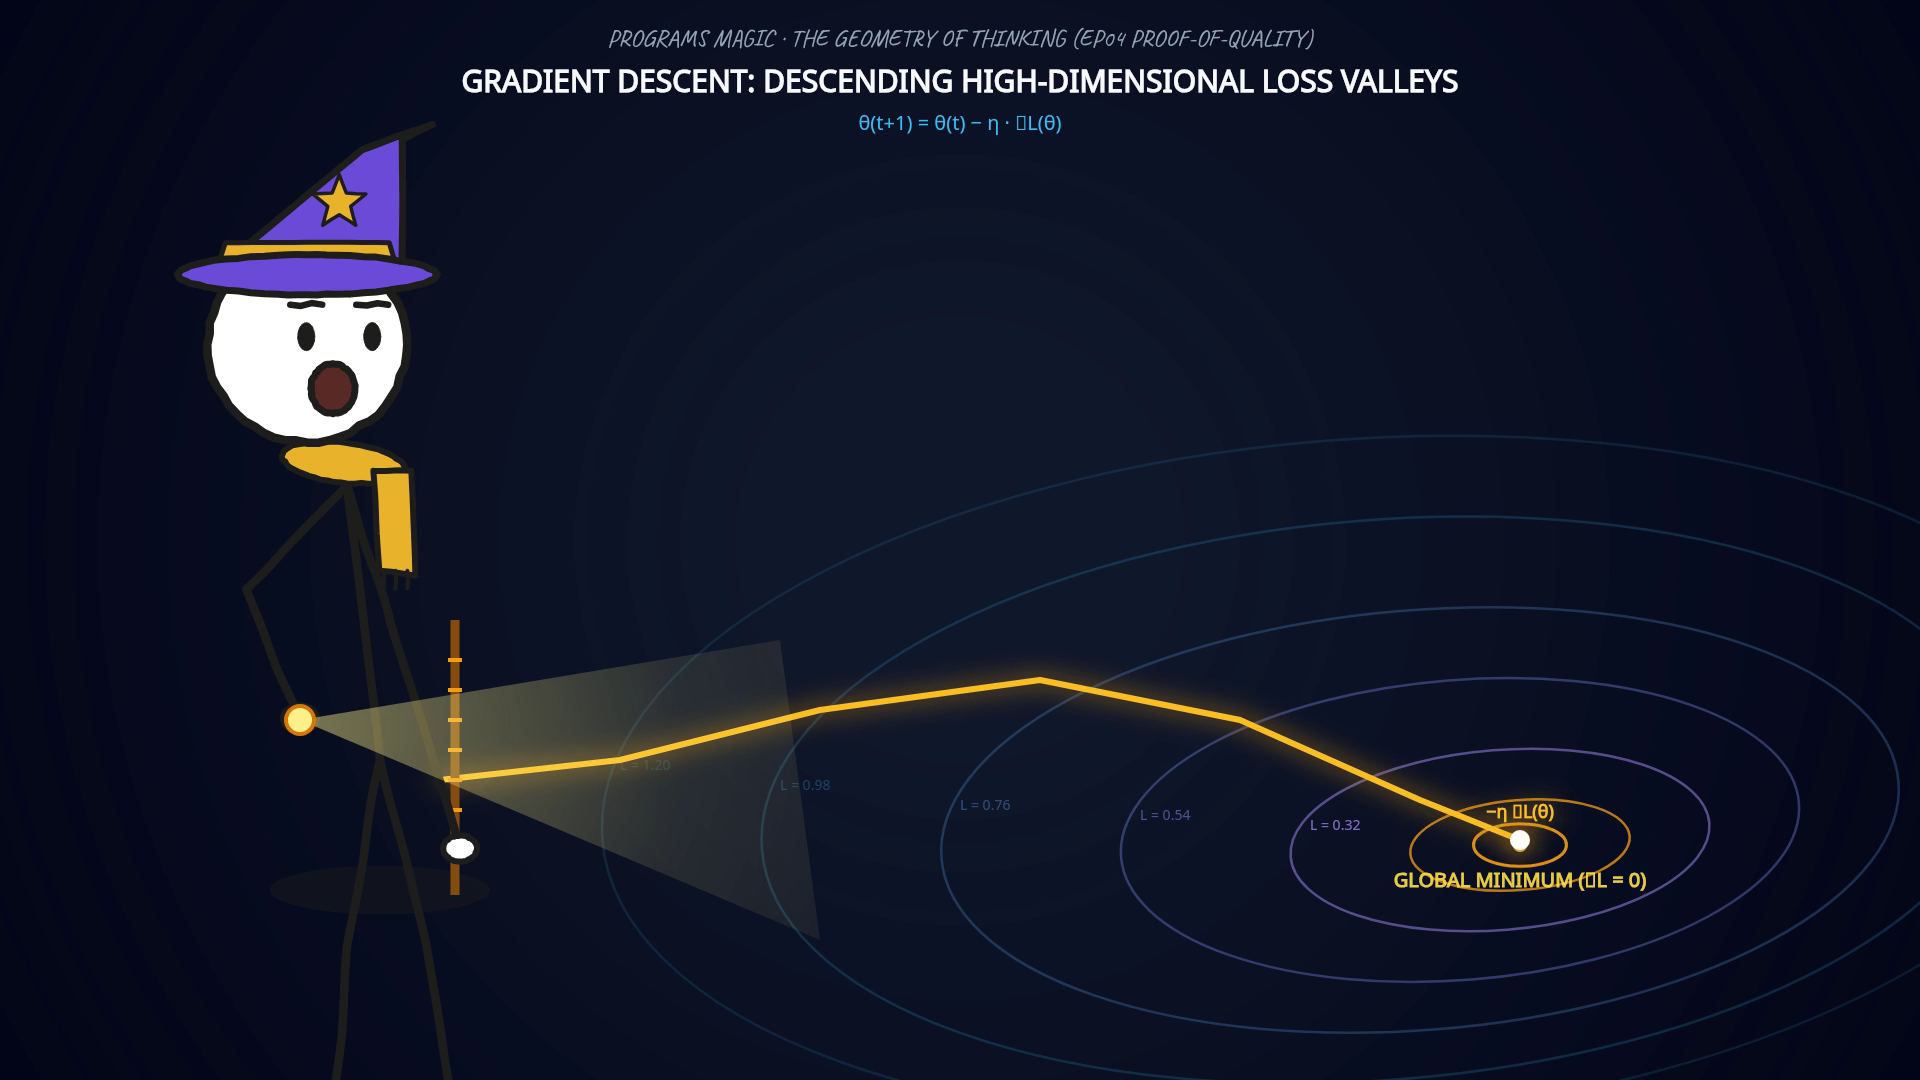 PROGRAMS MAGIC · THE GEOMETRY OF THINKING (EP04 PROOF-OF-QUALITY)
GRADIENT DESCENT: DESCENDING HIGH-DIMENSIONAL LOSS VALLEYS
θ(t+1) = θ(t) − η · ▯L(θ)
L = 1.20
L = 0.98
L = 0.76
L = 0.54
L = 0.32
−η ▯L(θ)
GLOBAL MINIMUM (▯L = 0)